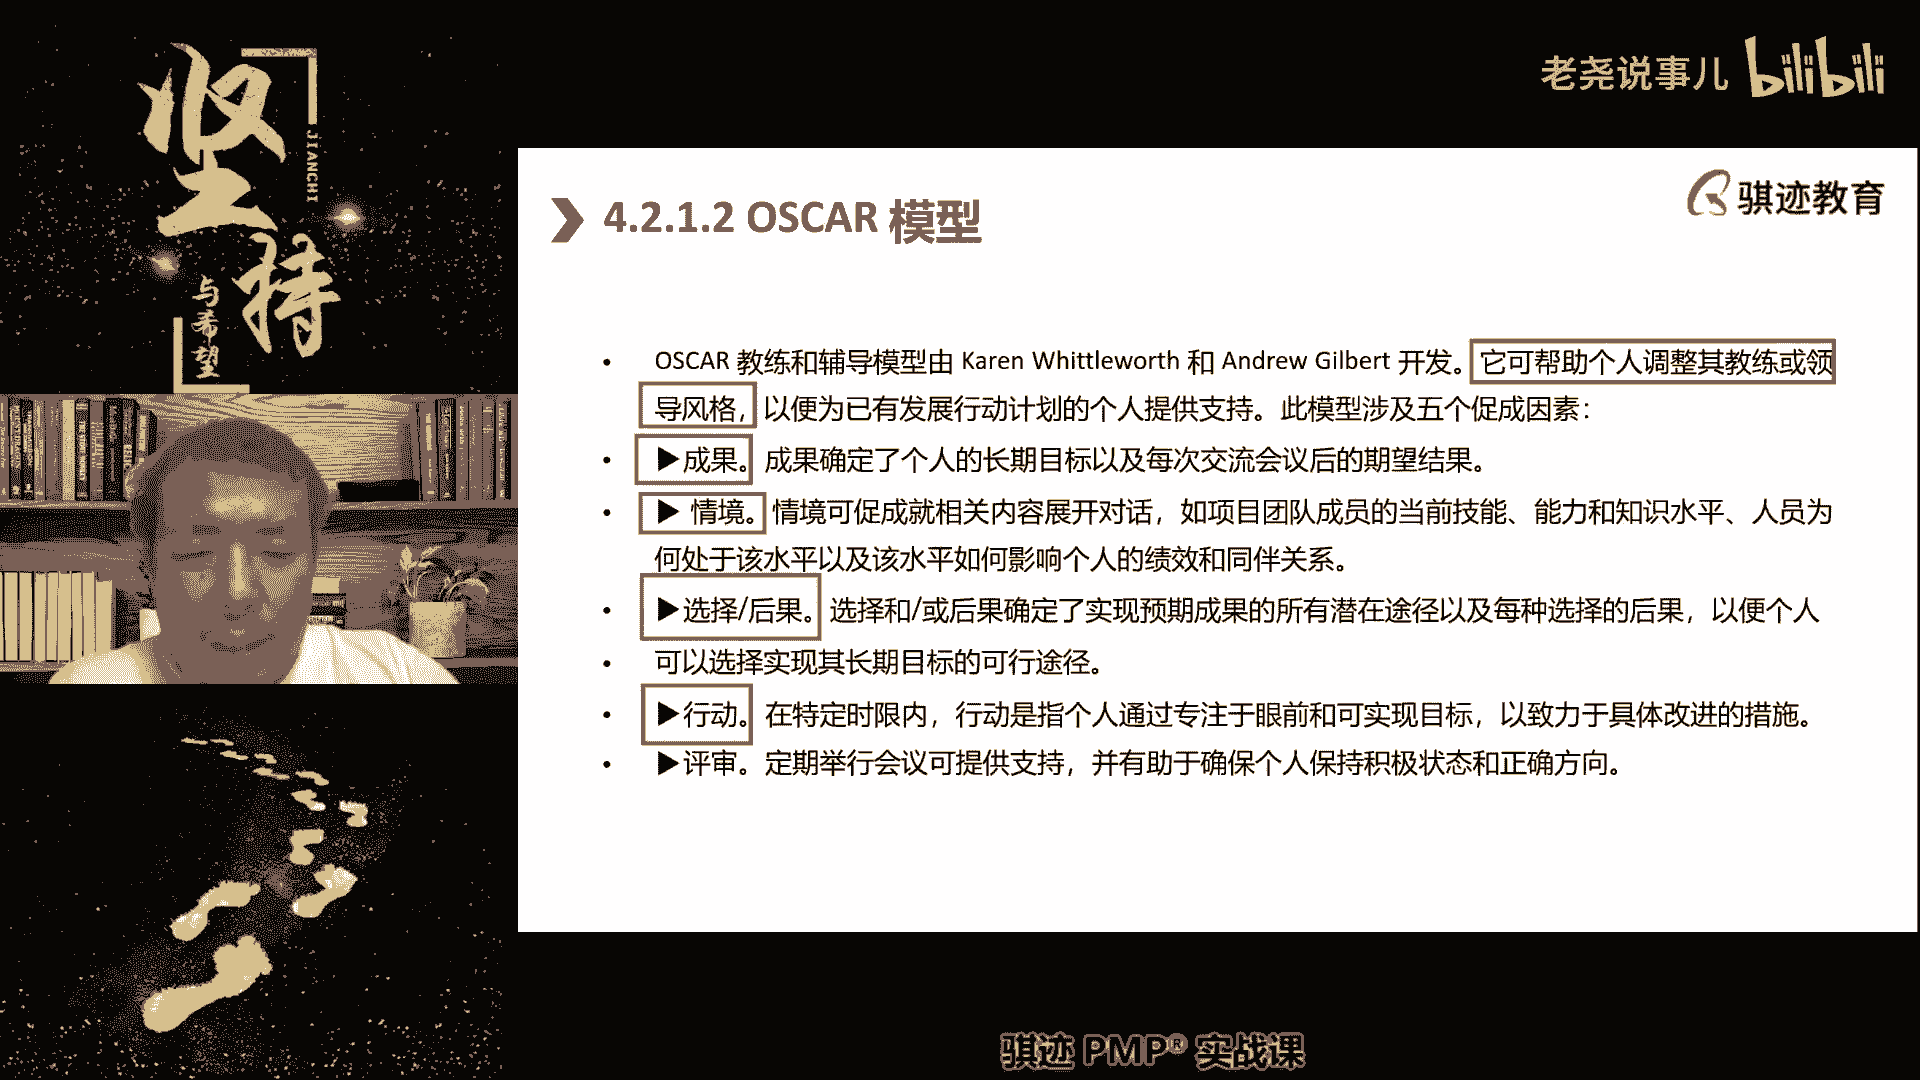 坚持
JIANCHI
与希望
老尧说事儿 bilibili
骐迹教育
4.2.1.2 OSCAR 模型
• OSCAR 教练和辅导模型由 Karen Whittleworth 和 Andrew Gilbert 开发。它可帮助个人调整其教练或领
导风格，以便为已有发展行动计划的个人提供支持。此模型涉及五个促成因素：
• ▶成果。成果确定了个人的长期目标以及每次交流会议后的期望结果。
• ▶ 情境。情境可促成就相关内容展开对话，如项目团队成员的当前技能、能力和知识水平、人员为
何处于该水平以及该水平如何影响个人的绩效和同伴关系。
• ▶选择/后果。选择和/或后果确定了实现预期成果的所有潜在途径以及每种选择的后果，以便个人
• 可以选择实现其长期目标的可行途径。
• ▶行动。在特定时限内，行动是指个人通过专注于眼前和可实现目标，以致力于具体改进的措施。
• ▶评审。定期举行会议可提供支持，并有助于确保个人保持积极状态和正确方向。
骐迹 PMP® 实战课